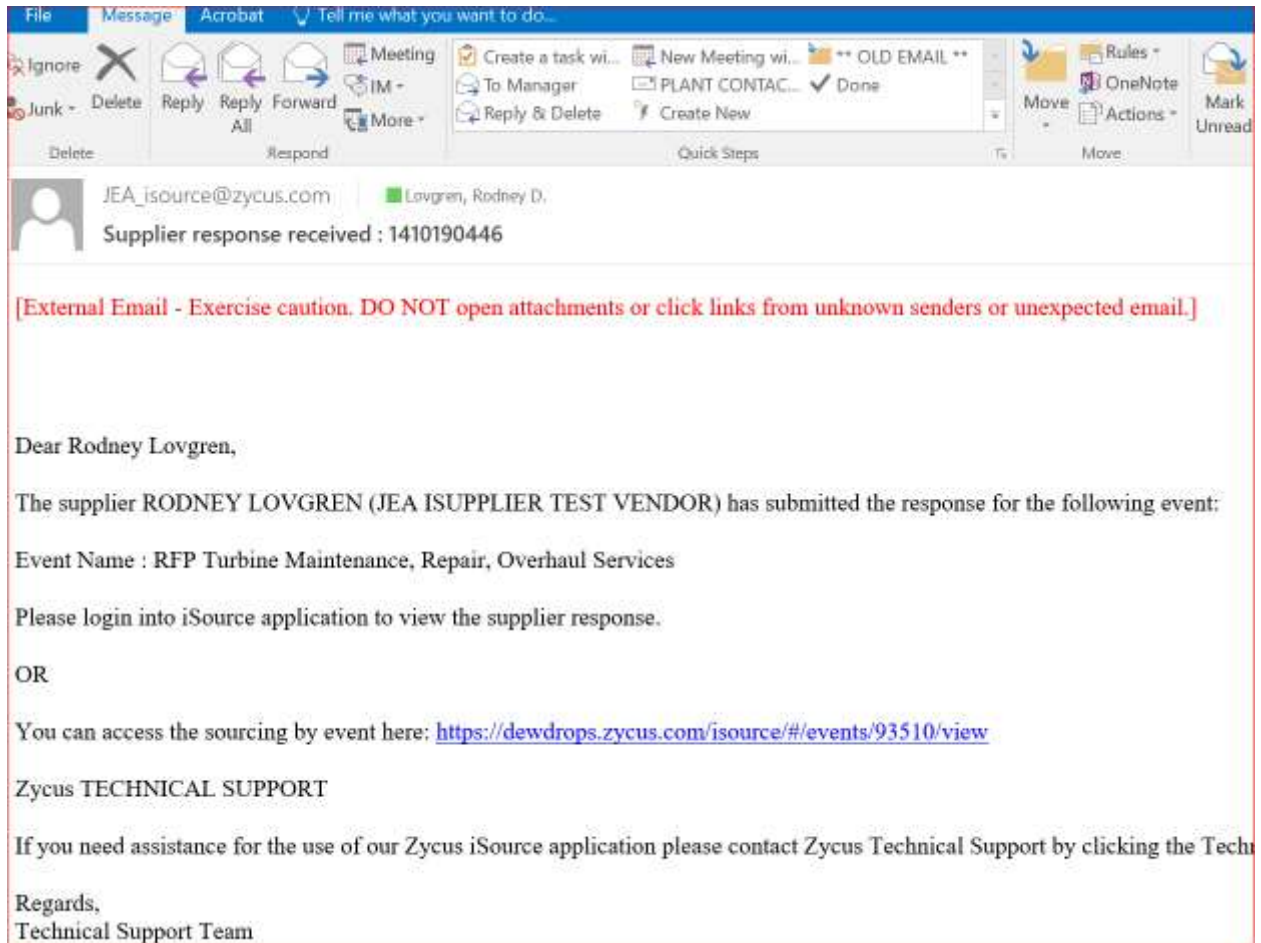 File Message Acrobat Tell me what you want to do...
Ignore
Junk
Delete
Reply
Reply All
Forward
Meeting
IM
More
Create a task wi...
To Manager
Reply & Delete
New Meeting wi...
PLANT CONTAC...
Create New
** OLD EMAIL **
Done
Move
Rules
OneNote
Actions
Mark Unread
Delete Respond Quick Steps Move
JEA_isource@zycus.com Lovgren, Rodney D.
Supplier response received : 1410190446
[External Email - Exercise caution. DO NOT open attachments or click links from unknown senders or unexpected email.]
Dear Rodney Lovgren,
The supplier RODNEY LOVGREN (JEA ISUPPLIER TEST VENDOR) has submitted the response for the following event:
Event Name : RFP Turbine Maintenance, Repair, Overhaul Services
Please login into iSource application to view the supplier response.
OR
You can access the sourcing by event here: https://dewdrops.zycus.com/isource/#/events/93510/view
Zycus TECHNICAL SUPPORT
If you need assistance for the use of our Zycus iSource application please contact Zycus Technical Support by clicking the
Regards,
Technical Support Team